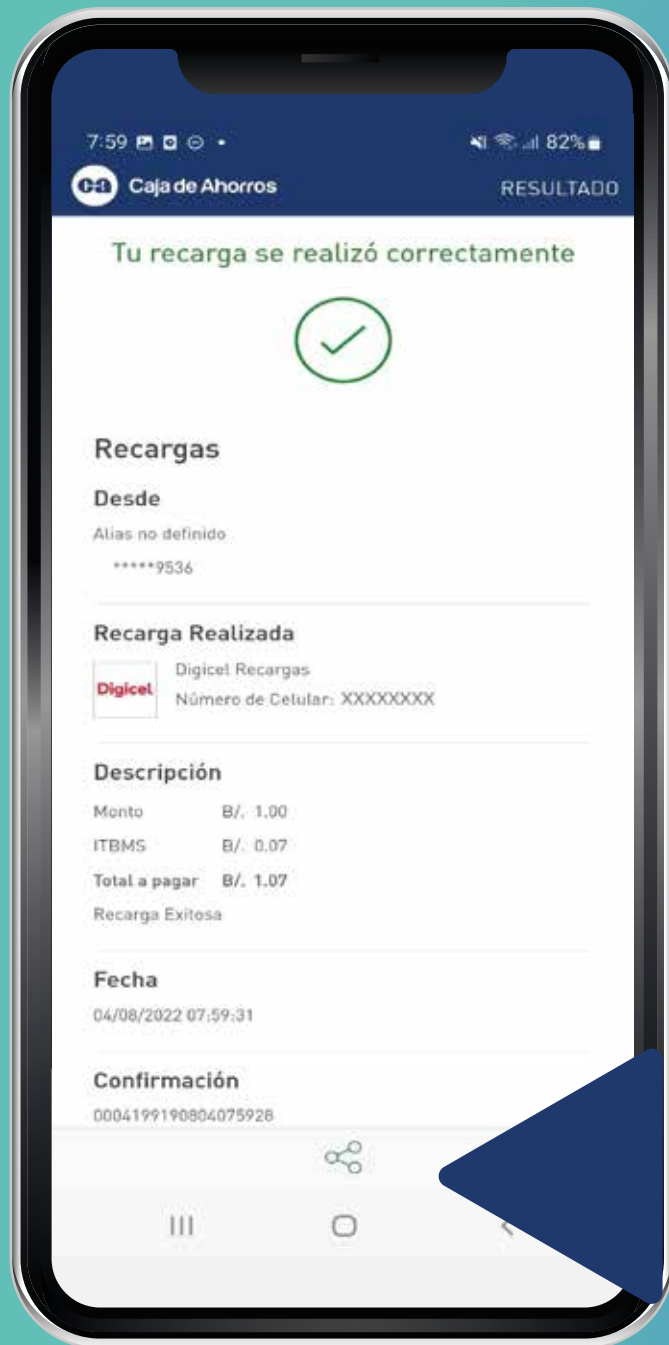 7:59
82%
Caja de Ahorros
RESULTADO
Tu recarga se realizó correctamente
Recargas
Desde
Alias no definido
*****9536
Recarga Realizada
Digicel
Digicel Recargas
Número de Celular: XXXXXXXX
Descripción
Monto B/. 1.00
ITBMS B/. 0.07
Total a pagar B/. 1.07
Recarga Exitosa
Fecha
04/08/2022 07:59:31
Confirmación
0004199190804075928